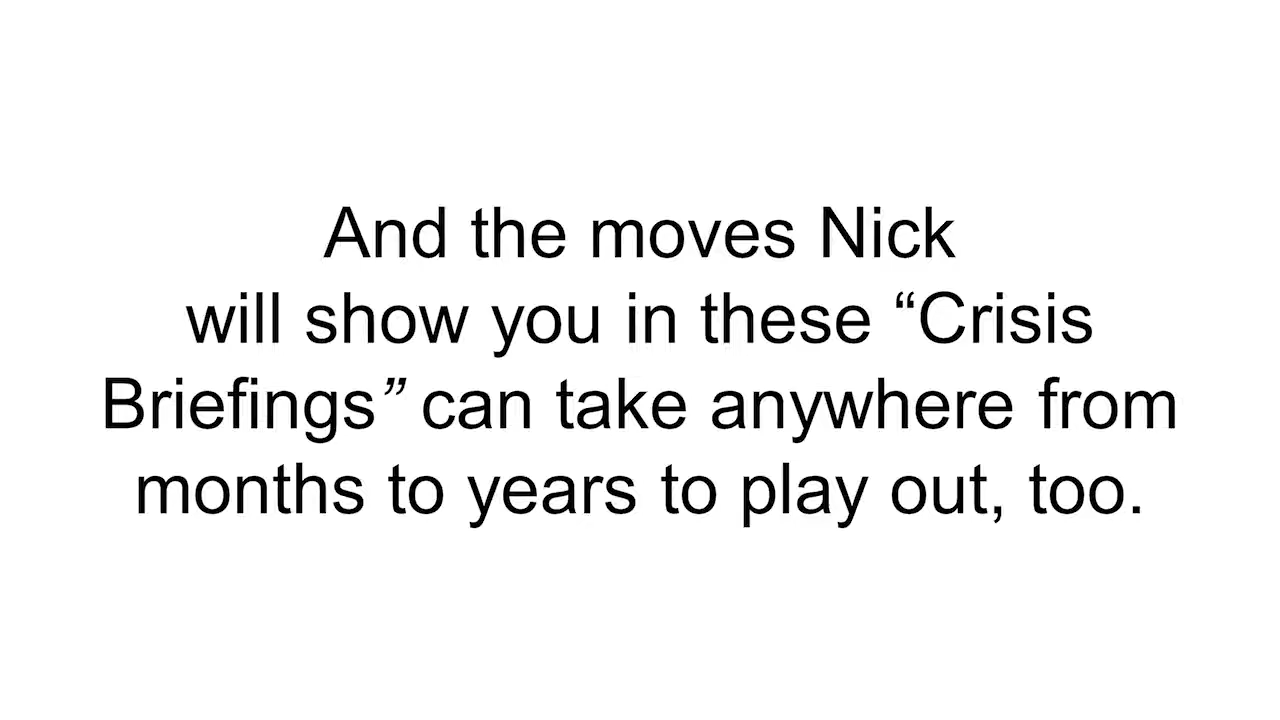 And the moves Nick
will show you in these “Crisis
Briefings” can take anywhere from
months to years to play out, too.